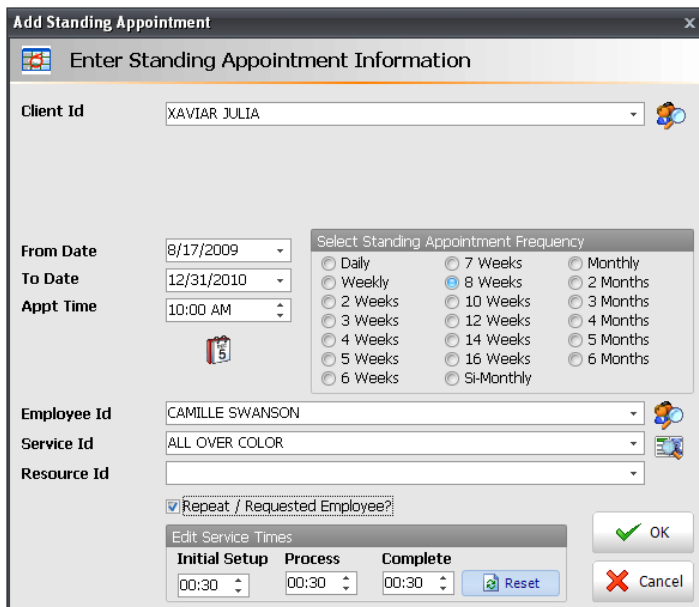 Add Standing Appointment x
Enter Standing Appointment Information
Client Id XAVIAR JULIA
From Date 8/17/2009
To Date 12/31/2010
Appt Time 10:00 AM
5
Select Standing Appointment Frequency
Daily 7 Weeks Monthly
Weekly 8 Weeks 2 Months
2 Weeks 10 Weeks 3 Months
3 Weeks 12 Weeks 4 Months
4 Weeks 14 Weeks 5 Months
5 Weeks 16 Weeks 6 Months
6 Weeks Si-Monthly
Employee Id CAMILLE SWANSON
Service Id ALL OVER COLOR
Resource Id
Repeat / Requested Employee?
Edit Service Times
Initial Setup Process Complete
00:30 00:30 00:30 Reset
OK
Cancel